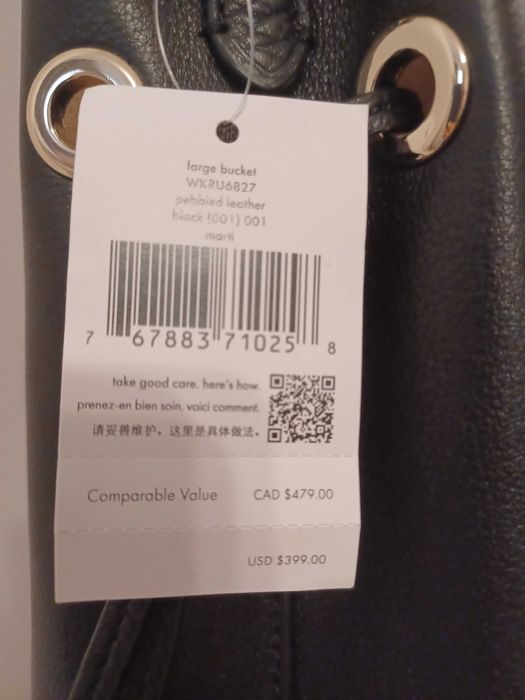 large bucket
WKRU6827
pebbled leather
black (001) 001
marti
7 67883 71025 8
take good care. here's how.
prenez-en bien soin. voici comment.
请妥善维护。这里是具体做法。
Comparable Value CAD $479.00
USD $399.00